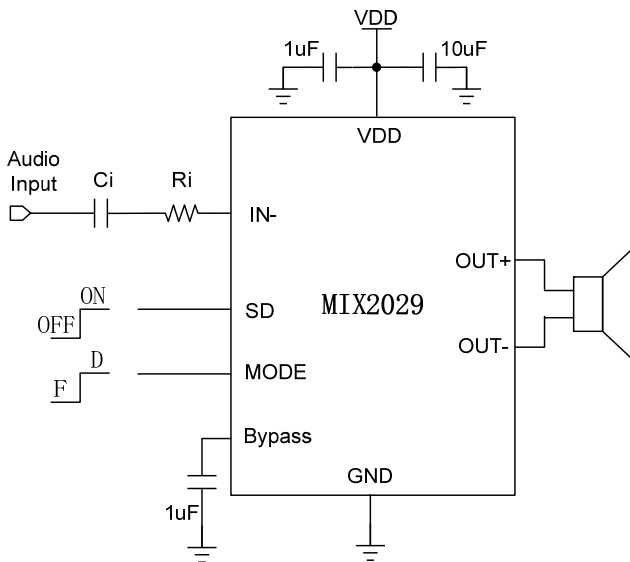 VDD
1uF
10uF
VDD
Audio
Input
Ci
Ri
IN-
OUT+
MIX2029
ON
OFF
SD
OUT-
D
F
MODE
Bypass
GND
1uF